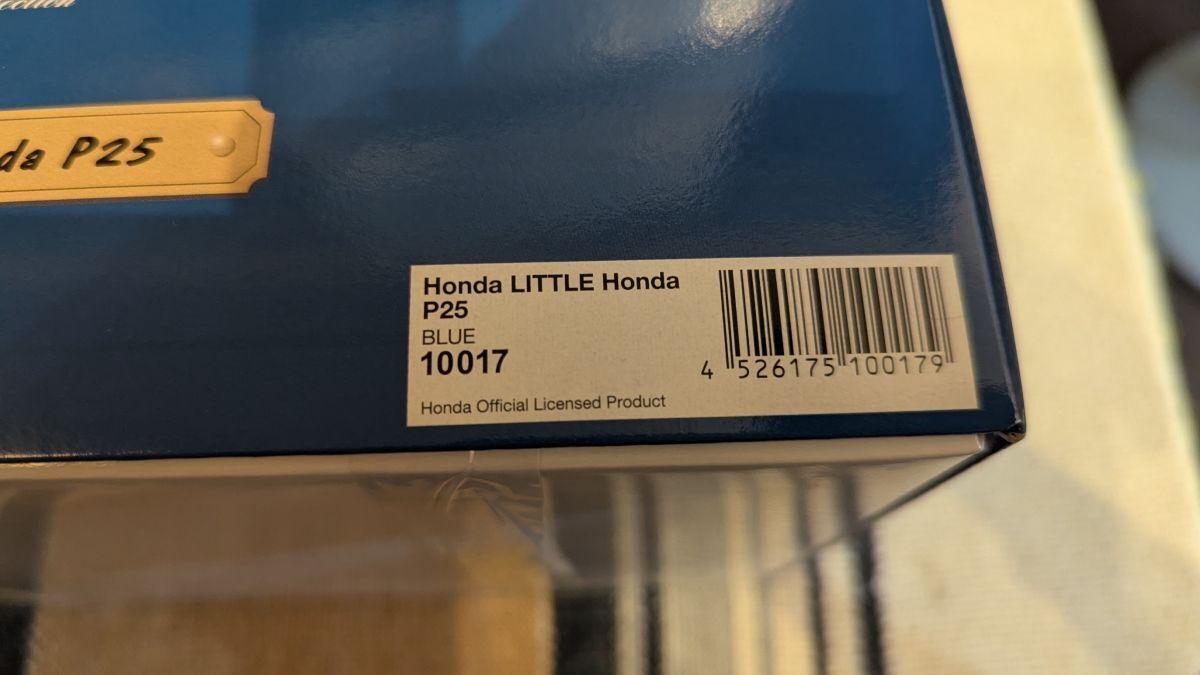 da P25
Honda LITTLE Honda
P25
BLUE
10017
Honda Official Licensed Product
4 526175 100179